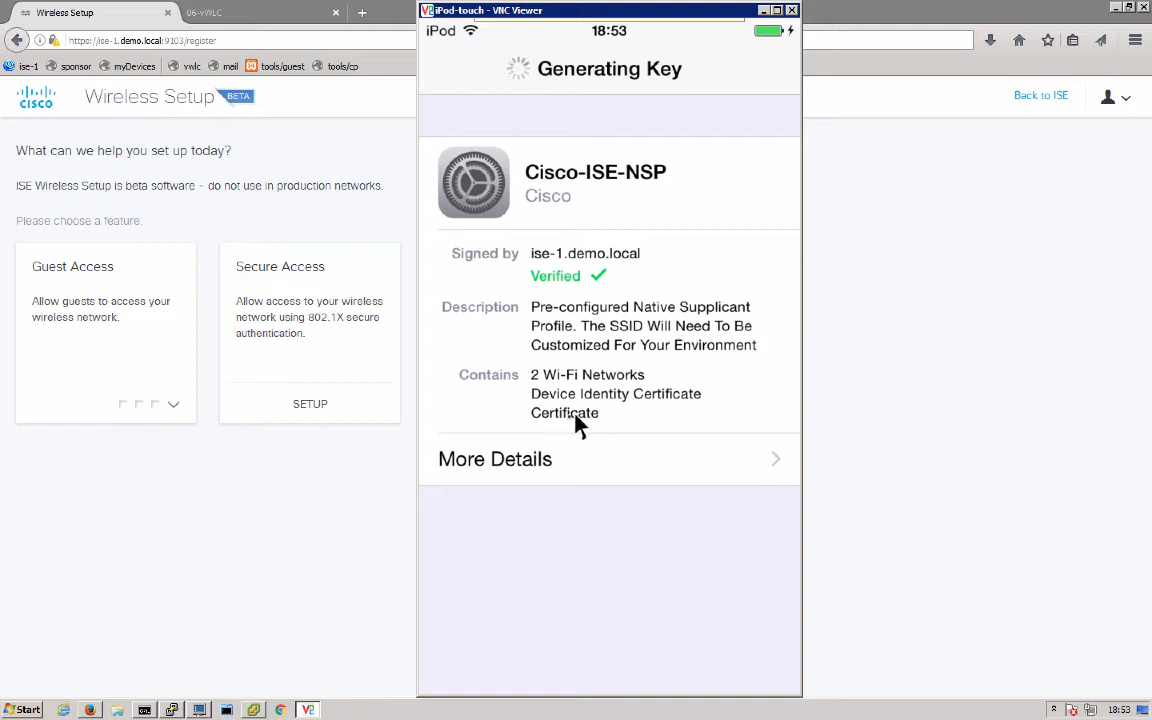 Wireless Setup
06-vWLC
https://ise-1.demo.local:9103/register
ise-1
sponsor
myDevices
vwlc
mail
tools/guest
tools/cp
CISCO
Wireless Setup
BETA
Back to ISE
What can we help you set up today?
ISE Wireless Setup is beta software - do not use in production networks.
Please choose a feature.
Guest Access
Allow guests to access your
wireless network.
Secure Access
Allow access to your wireless
network using 802.1X secure
authentication.
SETUP
iPod-touch - VNC Viewer
iPod
18:53
Generating Key
Cisco-ISE-NSP
Cisco
Signed by ise-1.demo.local
Verified
Description Pre-configured Native Supplicant
Profile. The SSID Will Need To Be
Customized For Your Environment
Contains 2 Wi-Fi Networks
Device Identity Certificate
Certificate
More Details
Start
18:53